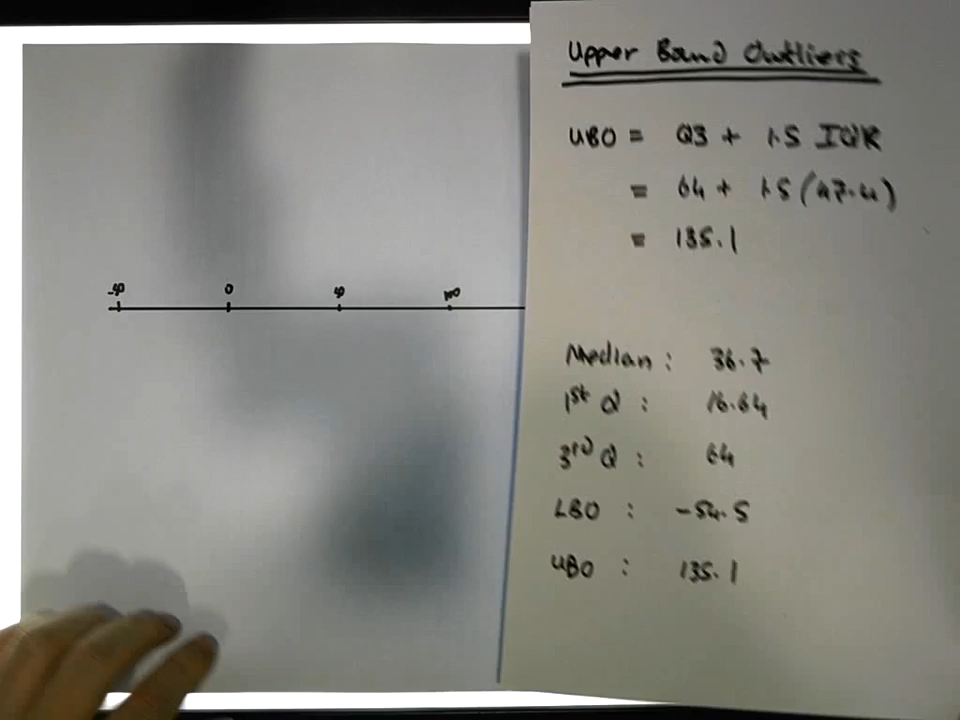 Upper Band Outliers
UBO = Q3 + 1.5 IQR
= 64 + 1.5 (47.4)
= 135.1
-50 0 50 100
Median : 36.7
1st Q : 16.64
3rd Q : 64
LBO : -54.5
UBO : 135.1